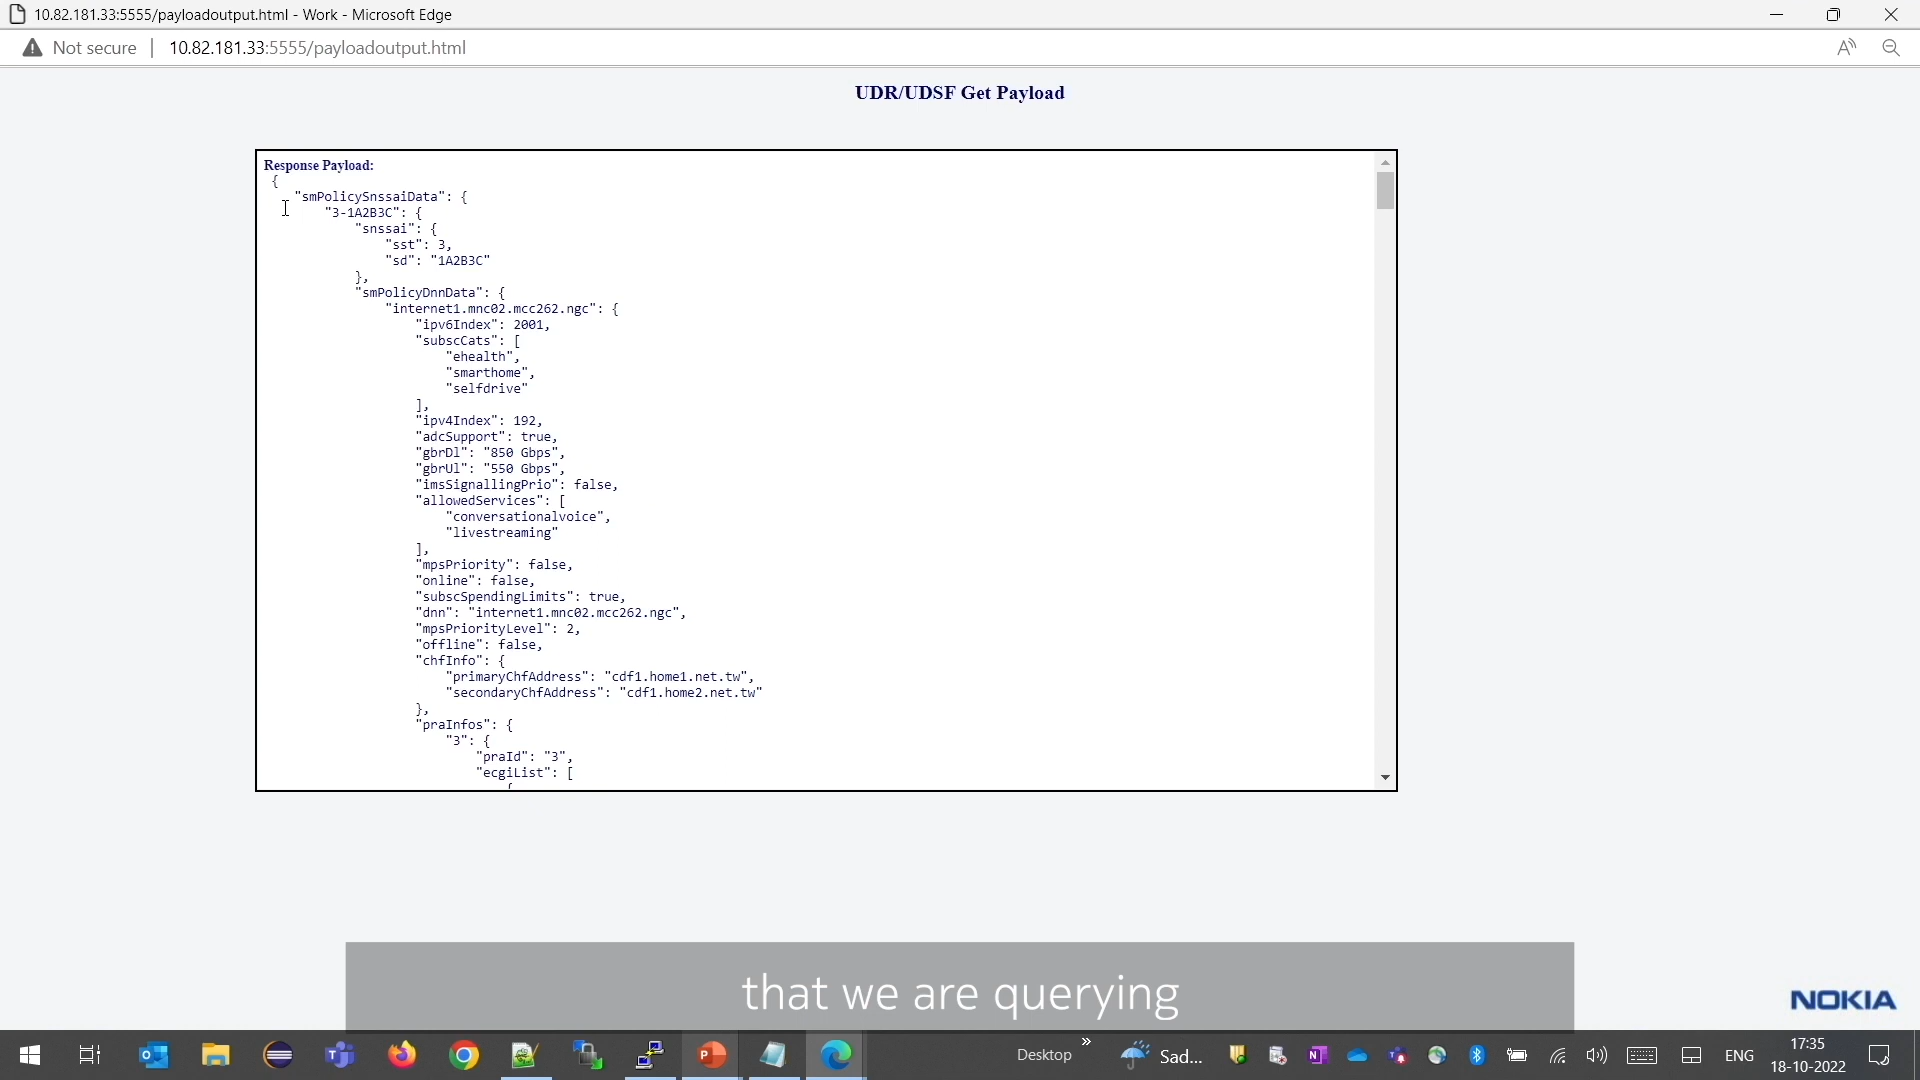 10.82.181.33:5555/payloadoutput.html - Work - Microsoft Edge
Not secure 10.82.181.33:5555/payloadoutput.html
UDR/UDSF Get Payload
Response Payload:
{
"smPolicySnssaiData": {
"3-1A2B3C": {
"snssai": {
"sst": 3,
"sd": "1A2B3C"
},
"smPolicyDnnData": {
"internet1.mnc02.mcc262.ngc": {
"ipv6Index": 2001,
"subscCats": [
"ehealth",
"smarthome",
"selfdrive"
],
"ipv4Index": 192,
"adcSupport": true,
"gbrDl": "850 Gbps",
"gbrUl": "550 Gbps",
"imsSignallingPrio": false,
"allowedServices": [
"conversationalvoice",
"livestreaming"
],
"mpsPriority": false,
"online": false,
"subscSpendingLimits": true,
"dnn": "internet1.mnc02.mcc262.ngc",
"mpsPriorityLevel": 2,
"offline": false,
"chfInfo": {
"primaryChfAddress": "cdf1.home1.net.tw",
"secondaryChfAddress": "cdf1.home2.net.tw"
},
"praInfos": {
"3": {
"praId": "3",
"ecgiList": [
{
that we are querying
NOKIA
Desktop
Sad...
ENG
17:35
18-10-2022